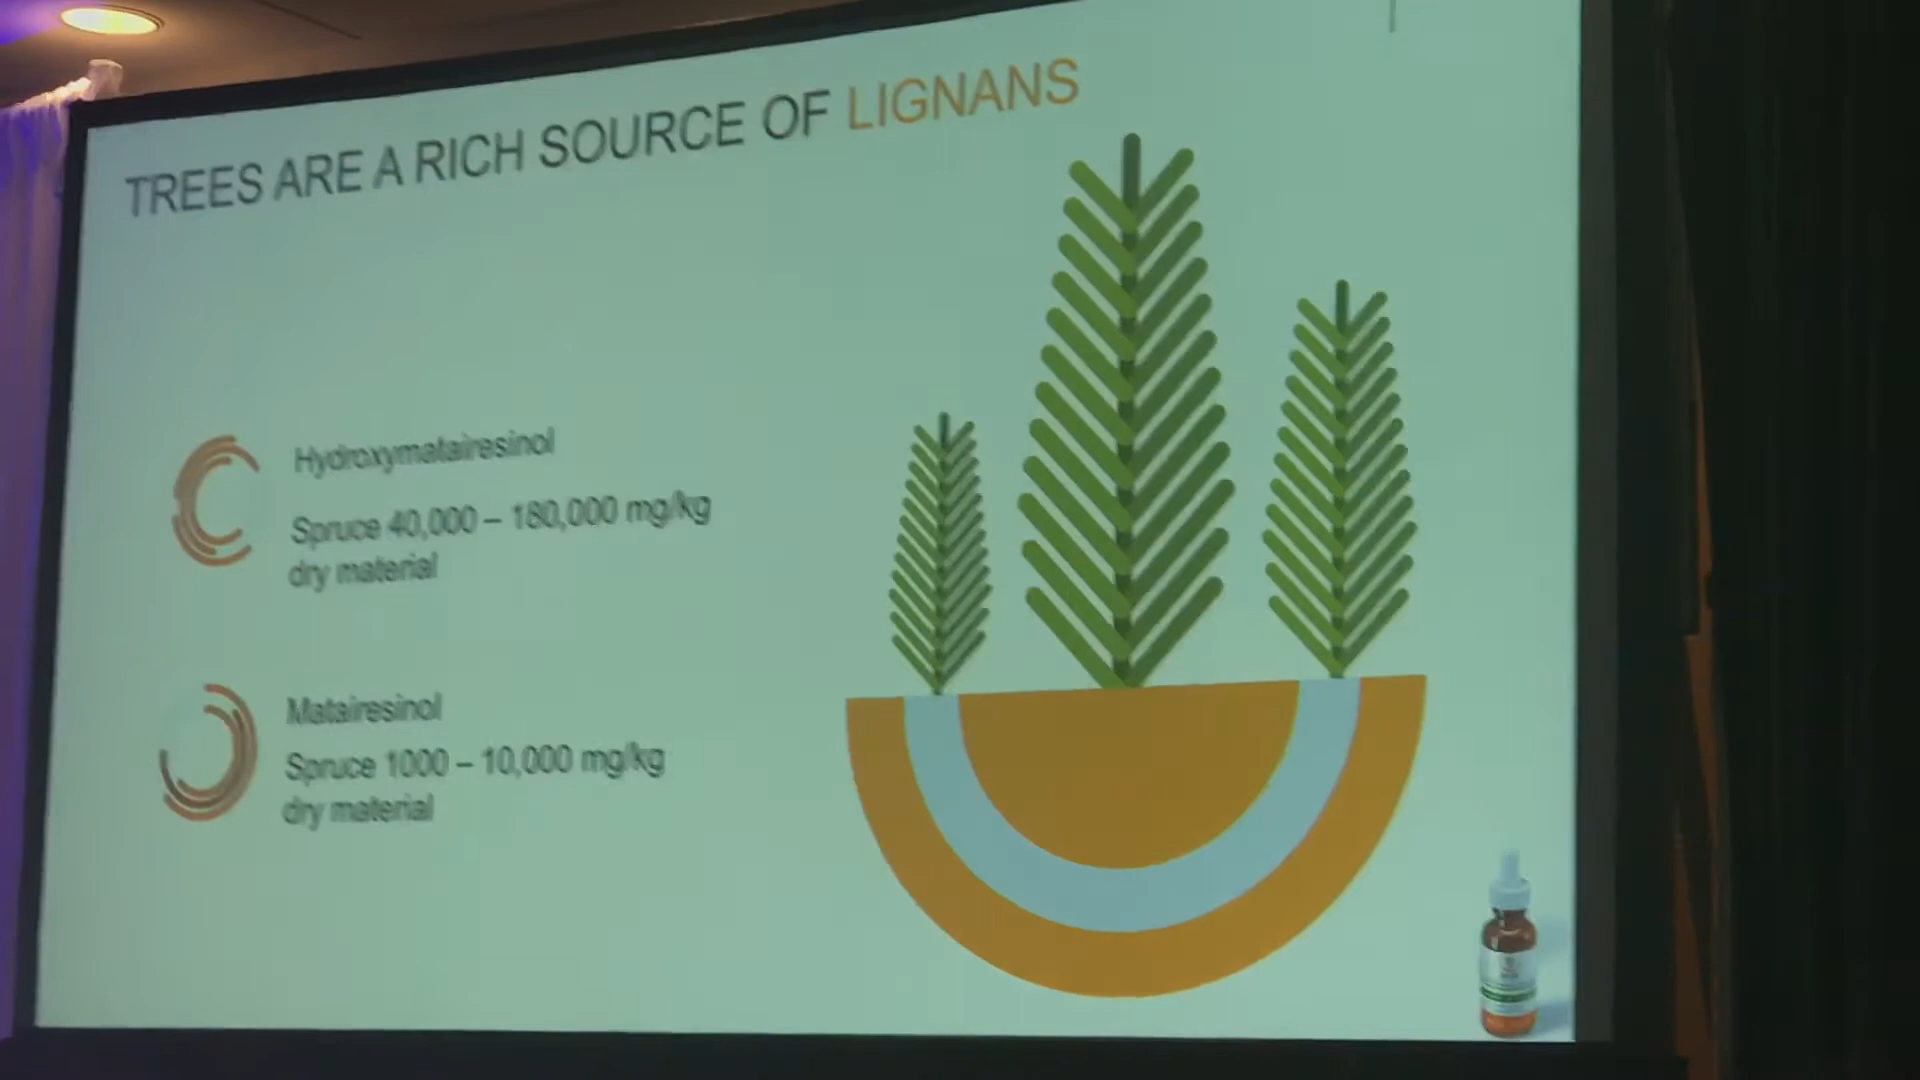 TREES ARE A RICH SOURCE OF LIGNANS
Hydroxymatairesinol
Spruce 40,000 – 180,000 mg/kg
dry material
Matairesinol
Spruce 1000 – 10,000 mg/kg
dry material